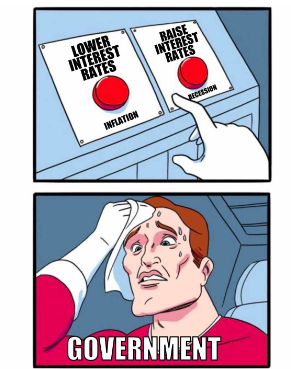 LOWER
INTEREST
RATES
INFLATION
RAISE
INTEREST
RATES
RECESSION
GOVERNMENT